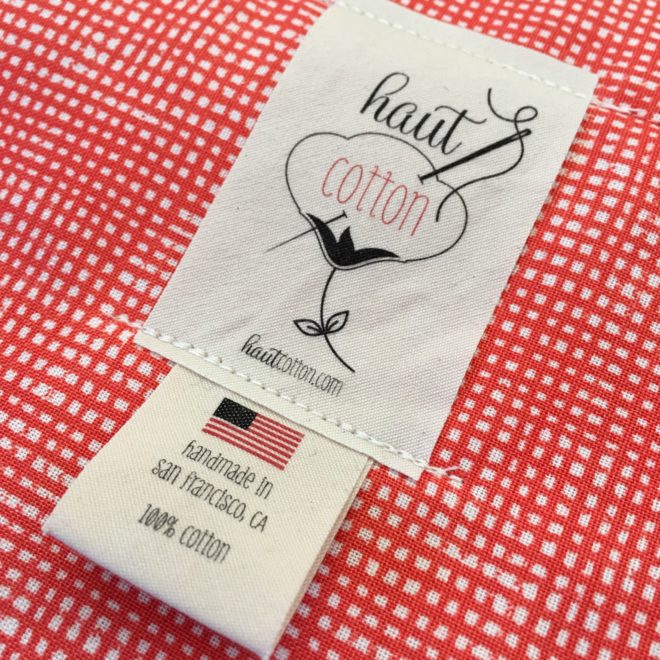 haut
cotton
hautcotton.com
handmade in
san francisco, CA
100% cotton